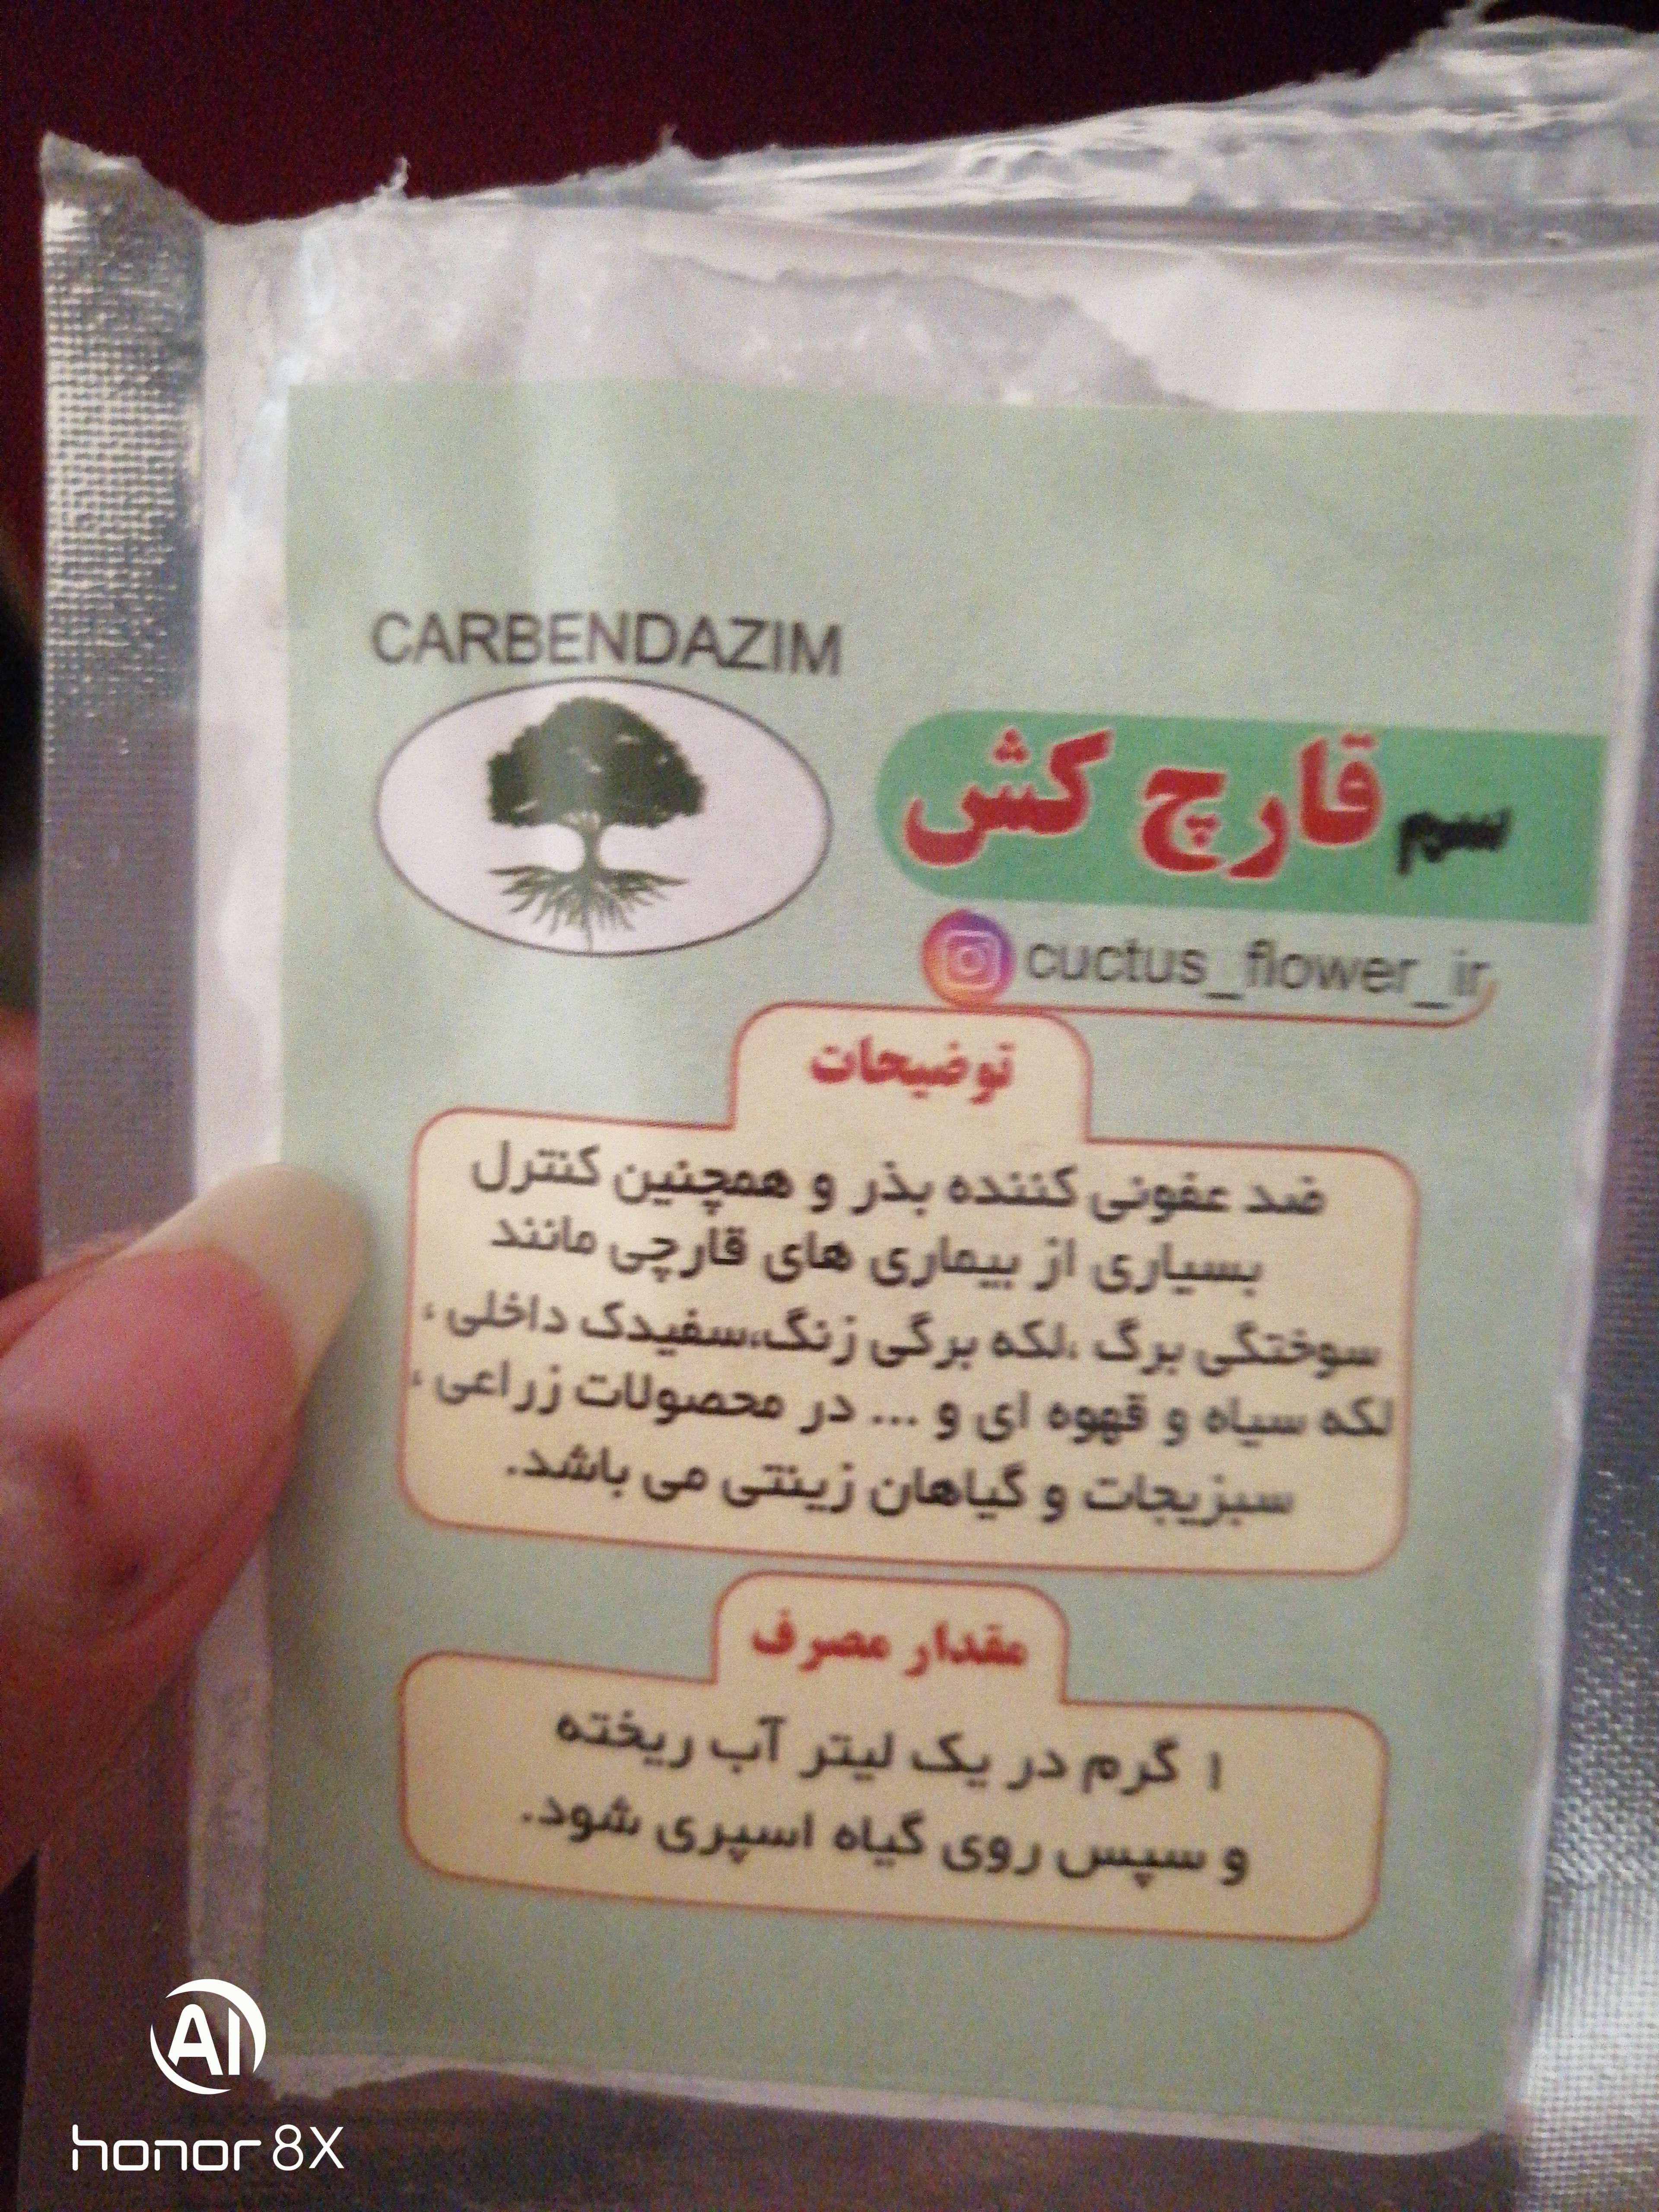 CARBENDAZIM
سم قارچ کش
cuctus_flower_ir
توضیحات
ضد عفونی کننده بذر و همچنین کنترل
بسیاری از بیماری های قارچی مانند
سوختگی برگ ،لکه برگی زنگ،سفیدک داخلی ،
لکه سیاه و قهوه ای و ... در محصولات زراعی ،
سبزیجات و گیاهان زینتی می باشد.
مقدار مصرف
۱ گرم در یک لیتر آب ریخته
و سپس روی گیاه اسپری شود.
AI
honor 8X